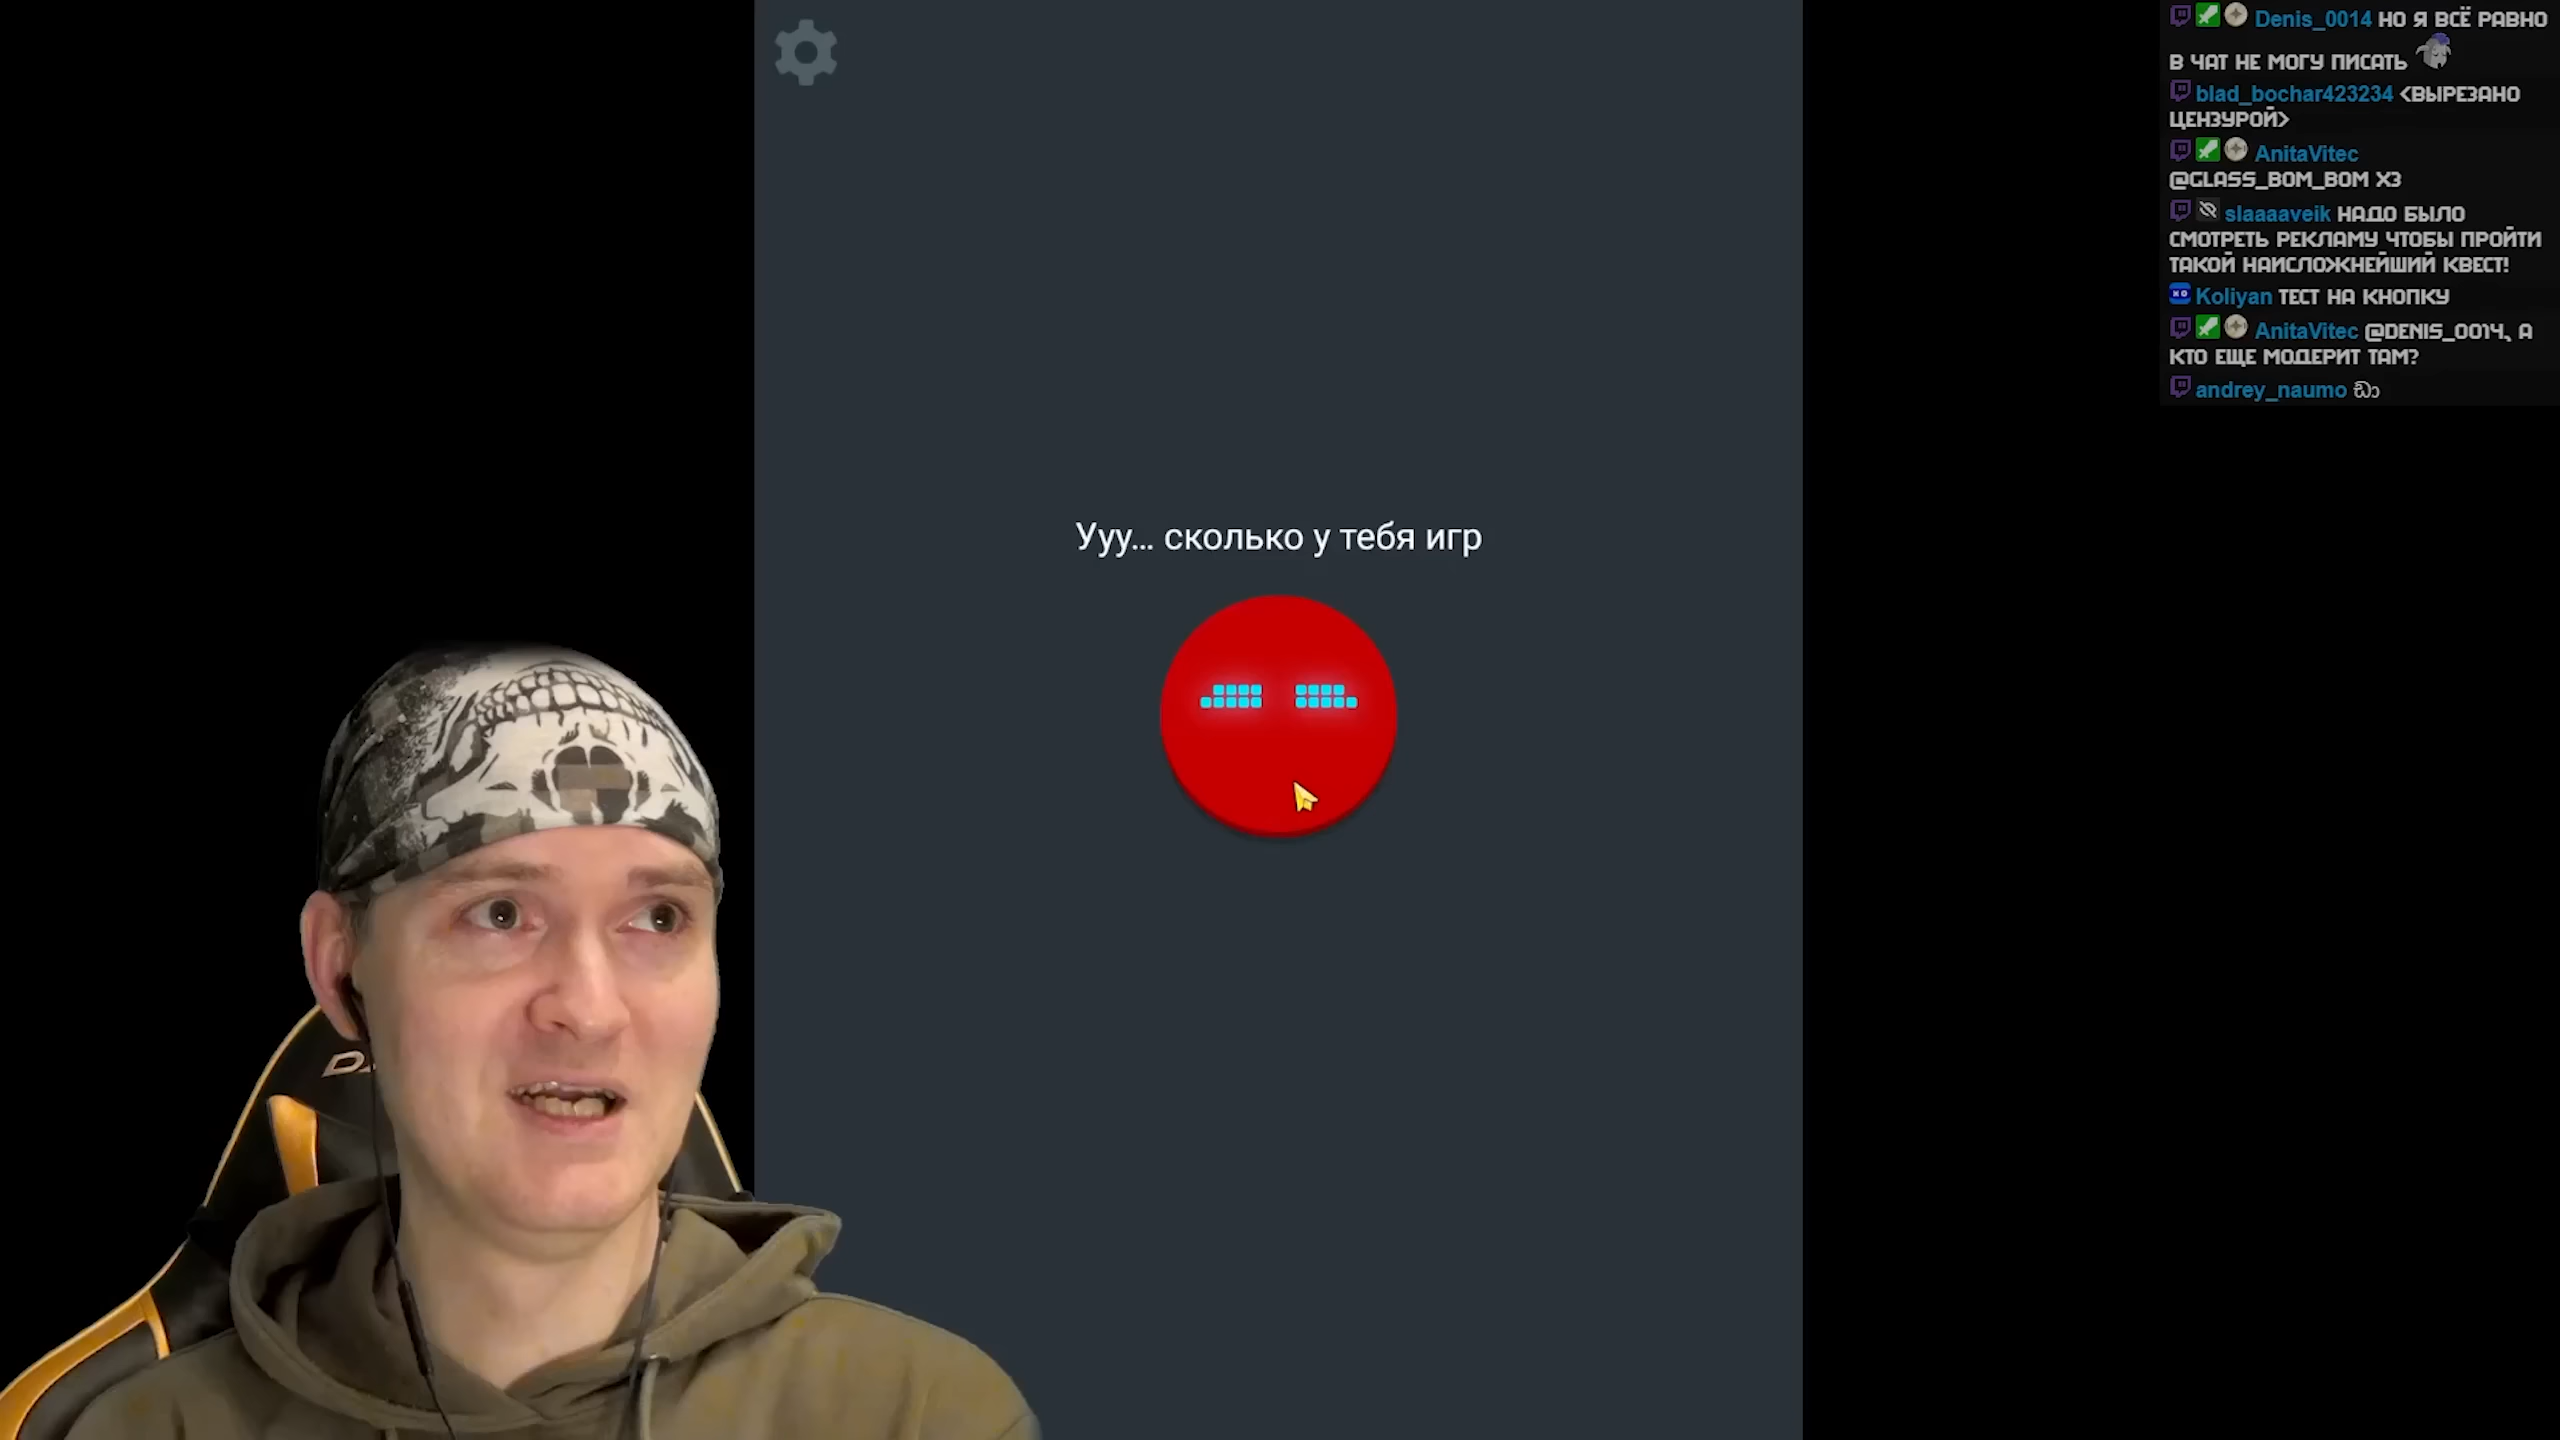 Denis_0014 НО Я ВСЁ РАВНО
В ЧАТ НЕ МОГУ ПИСАТЬ
blad_bochar423234 <ВЫРЕЗАНО
ЦЕНЗУРОЙ>
AnitaVitec
@GLASS_BOM_BOM ХЗ
slaaaaveik НАДО БЫЛО
СМОТРЕТЬ РЕКЛАМУ ЧТОБЫ ПРОЙТИ
ТАКОЙ НАИСЛОЖНЕЙШИЙ КВЕСТ!
Koliyan ТЕСТ НА КНОПКУ
AnitaVitec @DENIS_0014, А
КТО ЕЩЕ МОДЕРИТ ТАМ?
andrey_naumo
Ууу... сколько у тебя игр